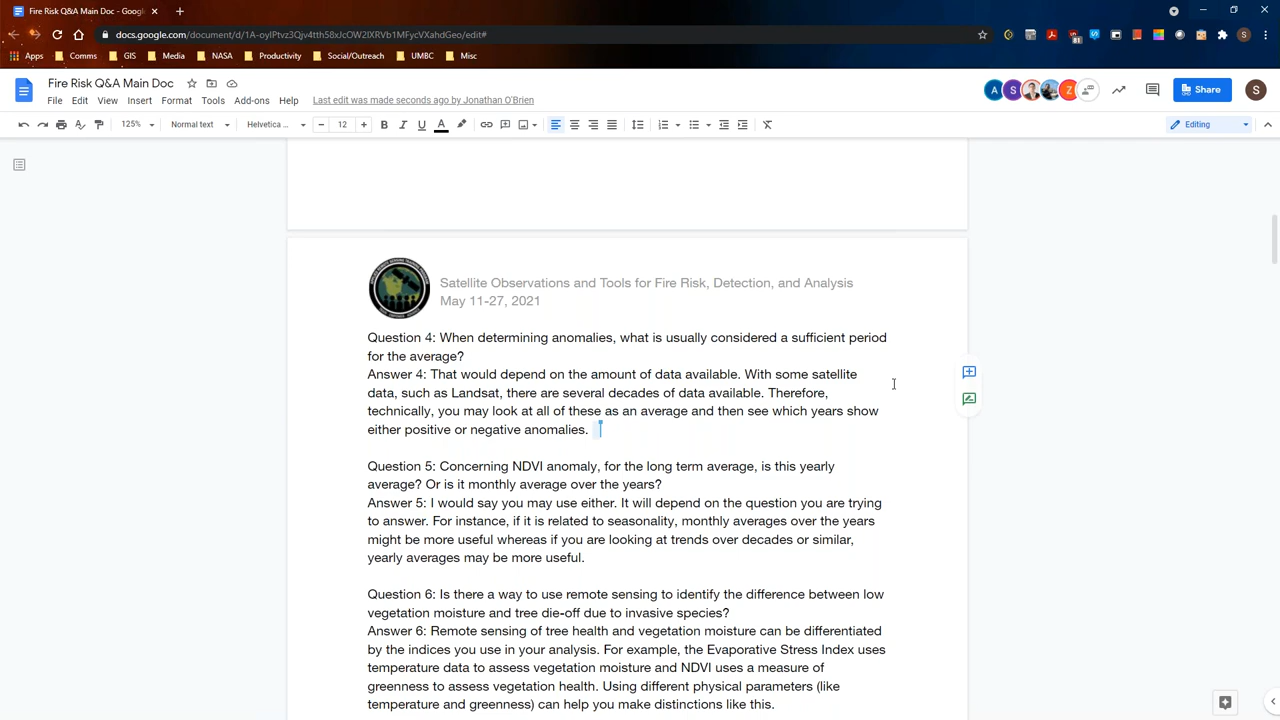 Fire Risk Q&A Main Doc - Googl
docs.google.com/document/d/1A-oyIPtvz3Qjv4tth58xJcOW2IXRVb1MFycVXahdGeo/edit#
Apps Comms GIS Media NASA Productivity Social/Outreach UMBC Misc
Fire Risk Q&A Main Doc
File Edit View Insert Format Tools Add-ons Help Last edit was made seconds ago by Jonathan O'Brien
A S Z Share S
125% Normal text Helvetica ... 12 B I U A Editing
Satellite Observations and Tools for Fire Risk, Detection, and Analysis
May 11-27, 2021
Question 4: When determining anomalies, what is usually considered a sufficient period
for the average?
Answer 4: That would depend on the amount of data available. With some satellite
data, such as Landsat, there are several decades of data available. Therefore,
technically, you may look at all of these as an average and then see which years show
either positive or negative anomalies.
Question 5: Concerning NDVI anomaly, for the long term average, is this yearly
average? Or is it monthly average over the years?
Answer 5: I would say you may use either. It will depend on the question you are trying
to answer. For instance, if it is related to seasonality, monthly averages over the years
might be more useful whereas if you are looking at trends over decades or similar,
yearly averages may be more useful.
Question 6: Is there a way to use remote sensing to identify the difference between low
vegetation moisture and tree die-off due to invasive species?
Answer 6: Remote sensing of tree health and vegetation moisture can be differentiated
by the indices you use in your analysis. For example, the Evaporative Stress Index uses
temperature data to assess vegetation moisture and NDVI uses a measure of
greenness to assess vegetation health. Using different physical parameters (like
temperature and greenness) can help you make distinctions like this.